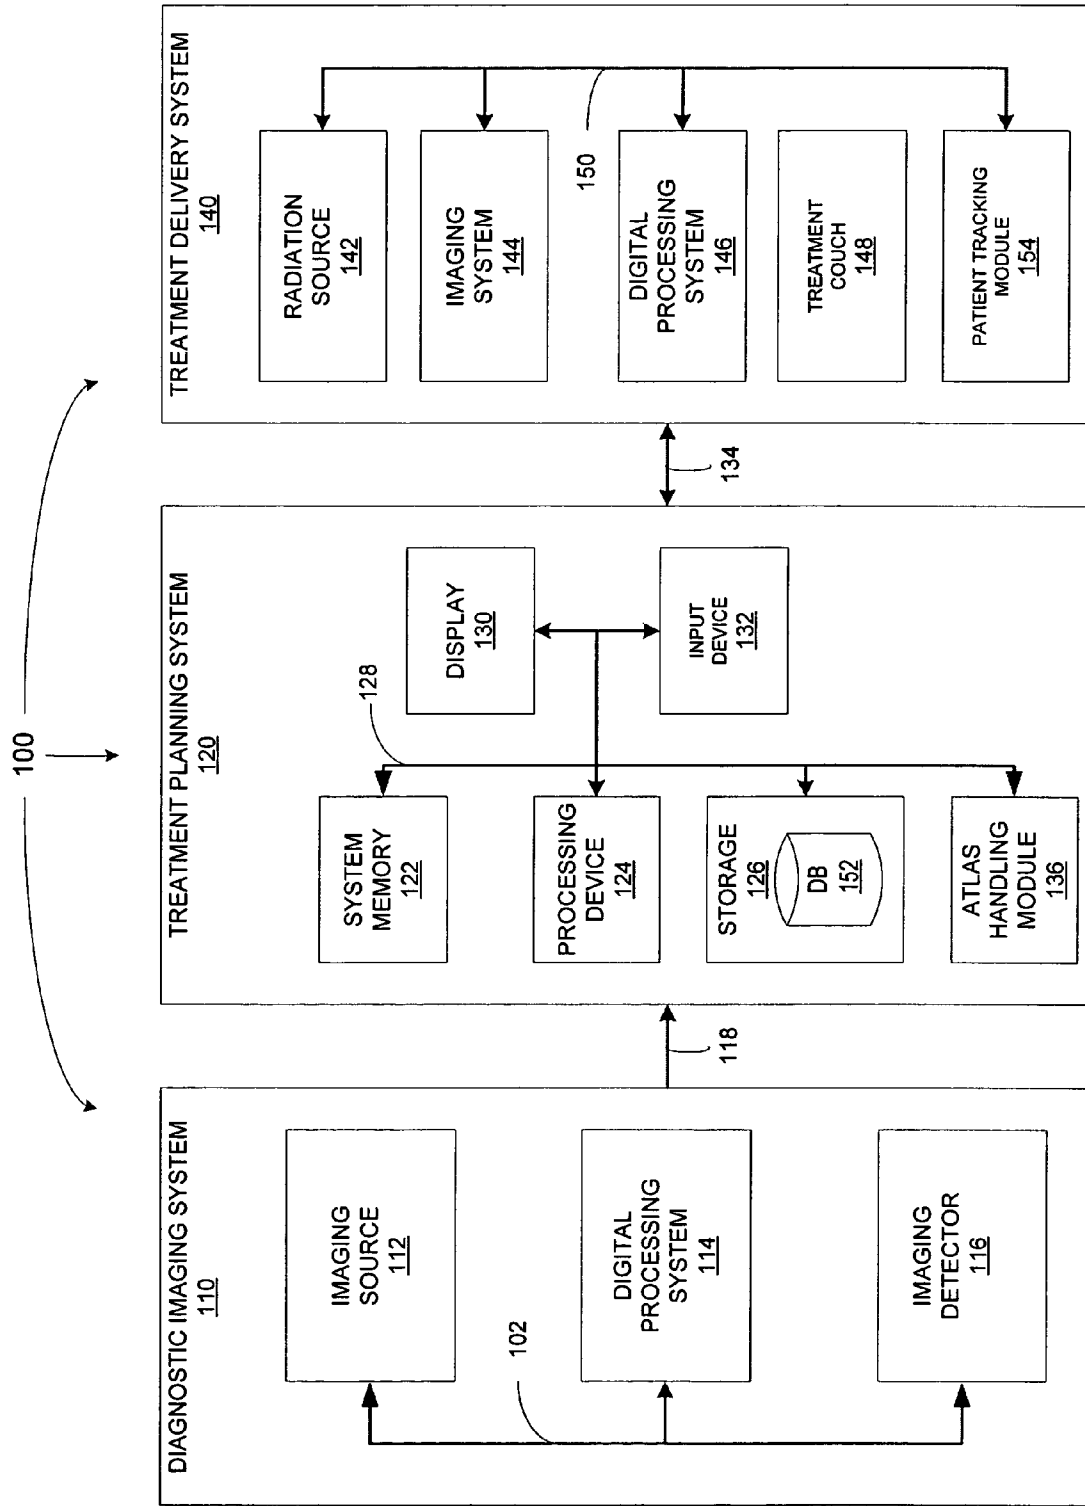 100
DIAGNOSTIC IMAGING SYSTEM
110
IMAGING
SOURCE
112
DIGITAL
PROCESSING
SYSTEM
114
IMAGING
DETECTOR
116
102
118
TREATMENT PLANNING SYSTEM
120
128
SYSTEM
MEMORY
122
PROCESSING
DEVICE
124
STORAGE
126
DB
152
ATLAS
HANDLING
MODULE
136
DISPLAY
130
INPUT
DEVICE
132
134
TREATMENT DELIVERY SYSTEM
140
RADIATION
SOURCE
142
IMAGING
SYSTEM
144
DIGITAL
PROCESSING
SYSTEM
146
TREATMENT
COUCH
148
PATIENT TRACKING
MODULE
154
150